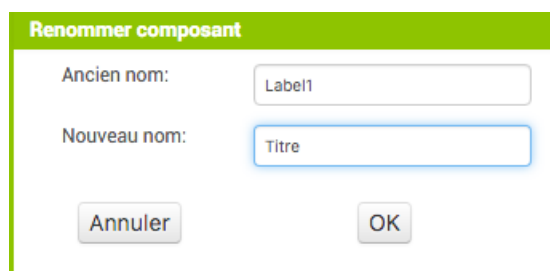 Renommer composant
Ancien nom: Label1
Nouveau nom: Titre
Annuler OK